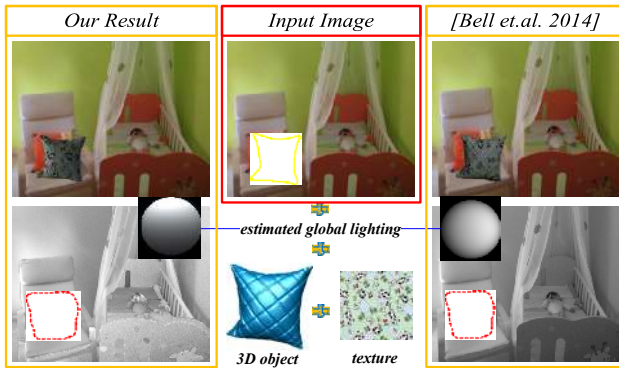 Our Result
Input Image
[Bell et.al. 2014]
estimated global lighting
3D object
texture